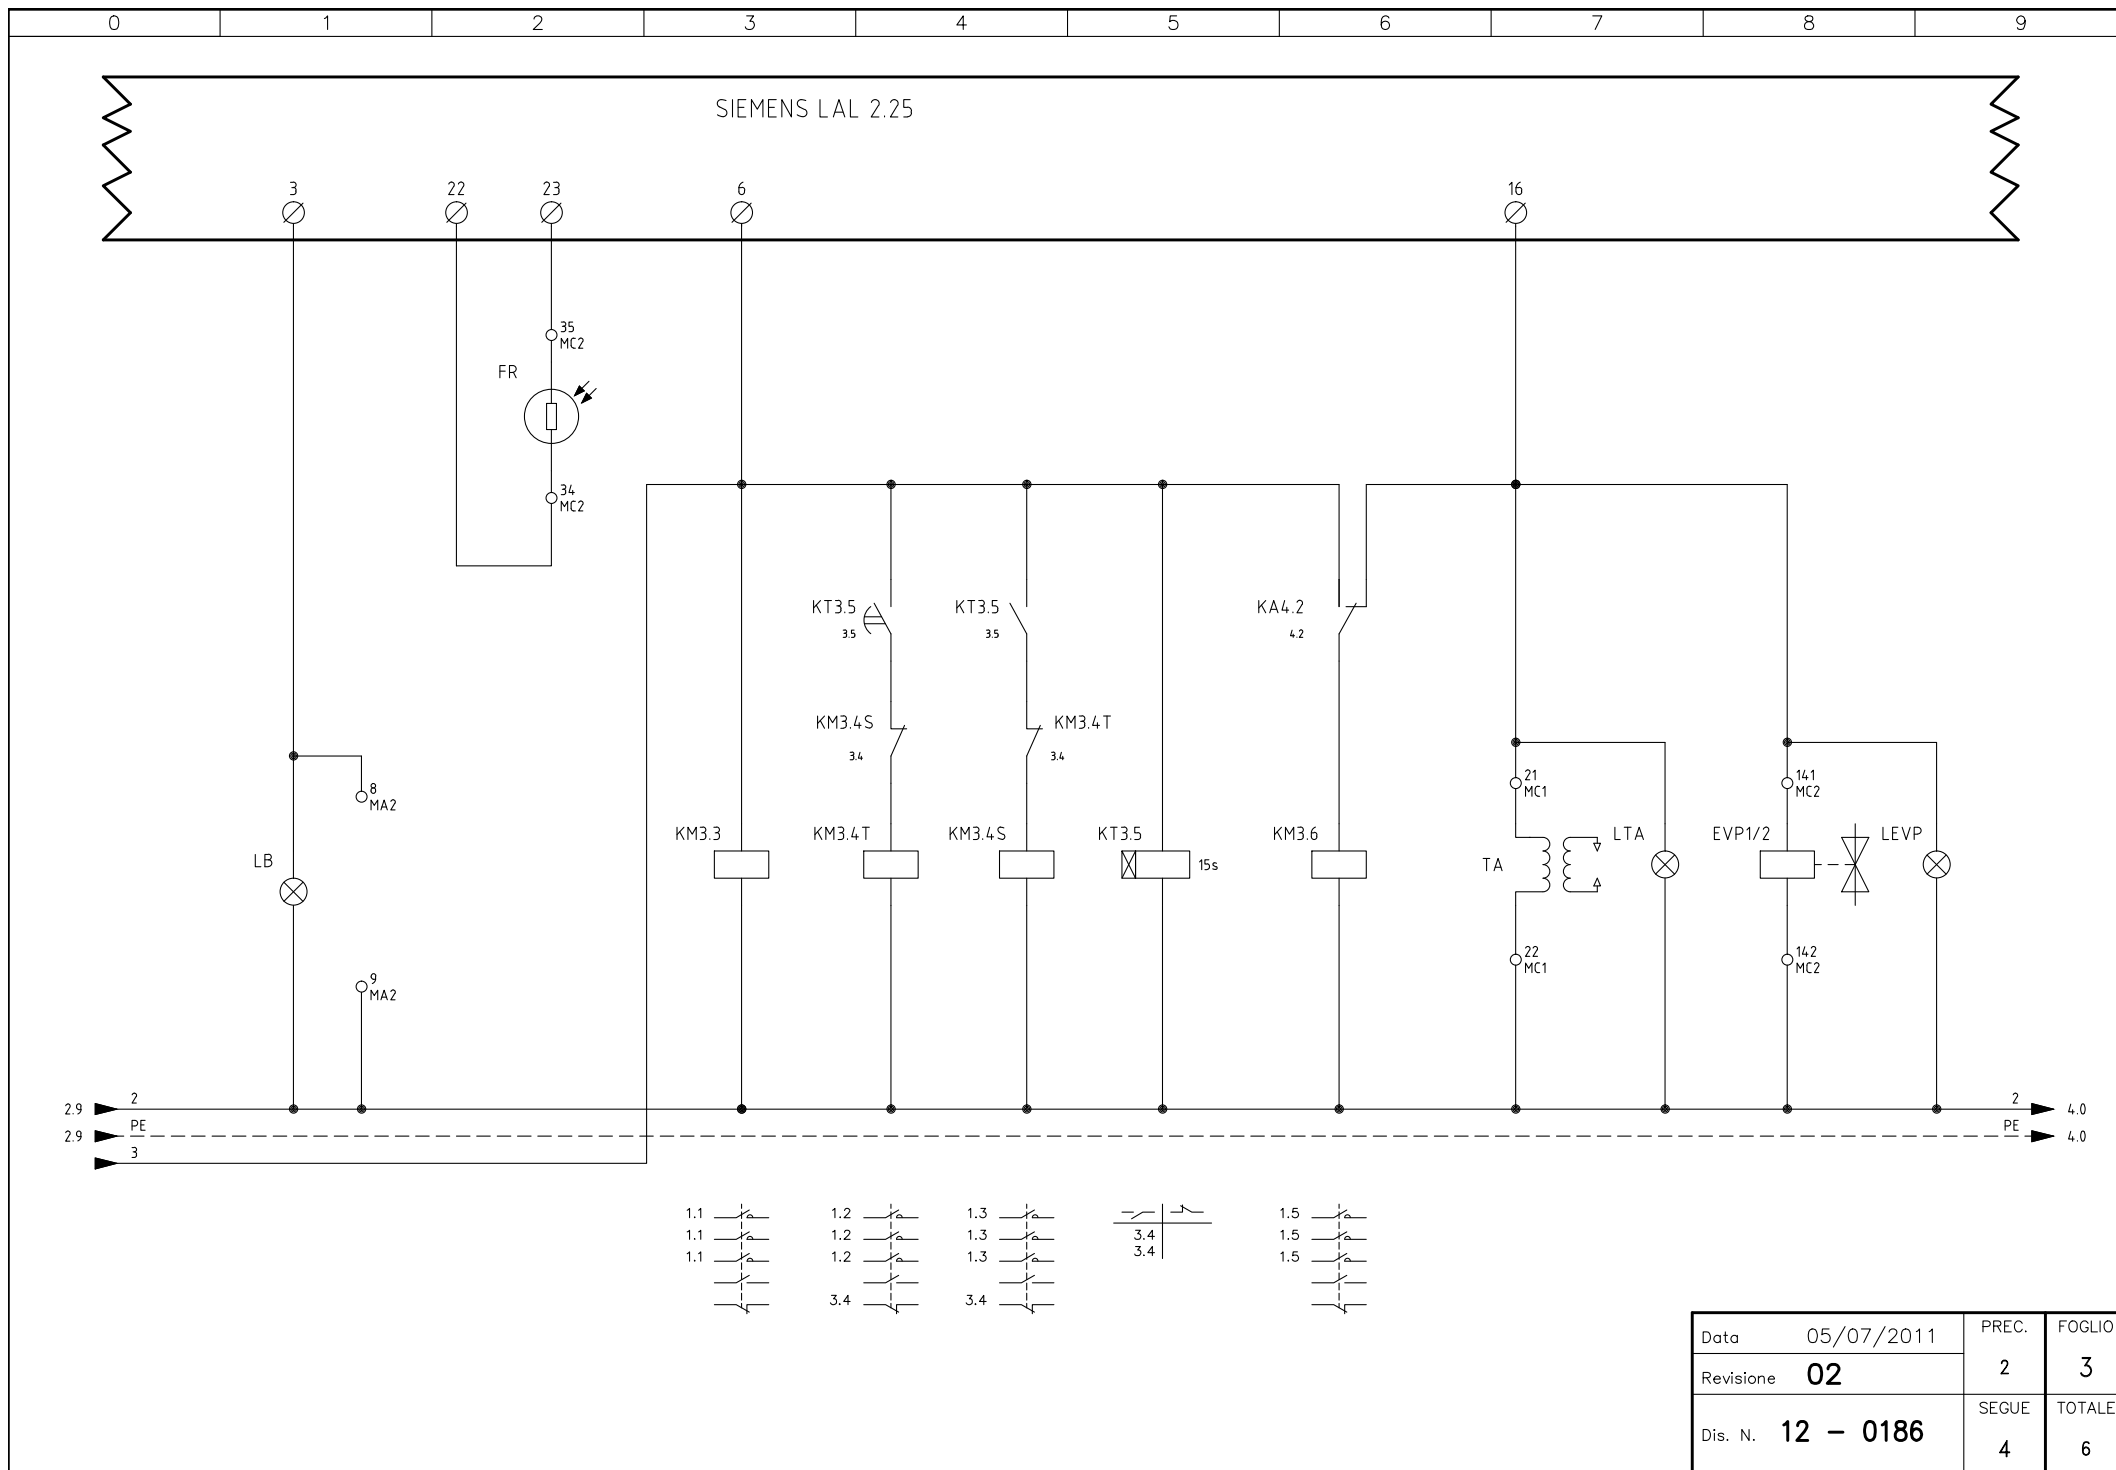 0 1 2 3 4 5 6 7 8 9
SIEMENS LAL 2.25
3 22 23 6 16
35
MC2
FR
34
MC2
KT3.5
3.5
KT3.5
3.5
KA4.2
4.2
KM3.4S
3.4
KM3.4T
3.4
8
MA2
21
MC1
141
MC2
LB
KM3.3
KM3.4T
KM3.4S
KT3.5
15s
KM3.6
TA
LTA
EVP1/2
LEVP
9
MA2
22
MC1
142
MC2
2.9 2 2 4.0
2.9 PE PE 4.0
3
1.1 1.2 1.3 1.5
1.1 1.2 1.3 3.4 1.5
3.4
1.1 1.2 1.3 1.5
3.4 3.4
Data 05/07/2011
PREC.
2
FOGLIO
3
Revisione 02
Dis. N. 12 - 0186
SEGUE
4
TOTALE
6